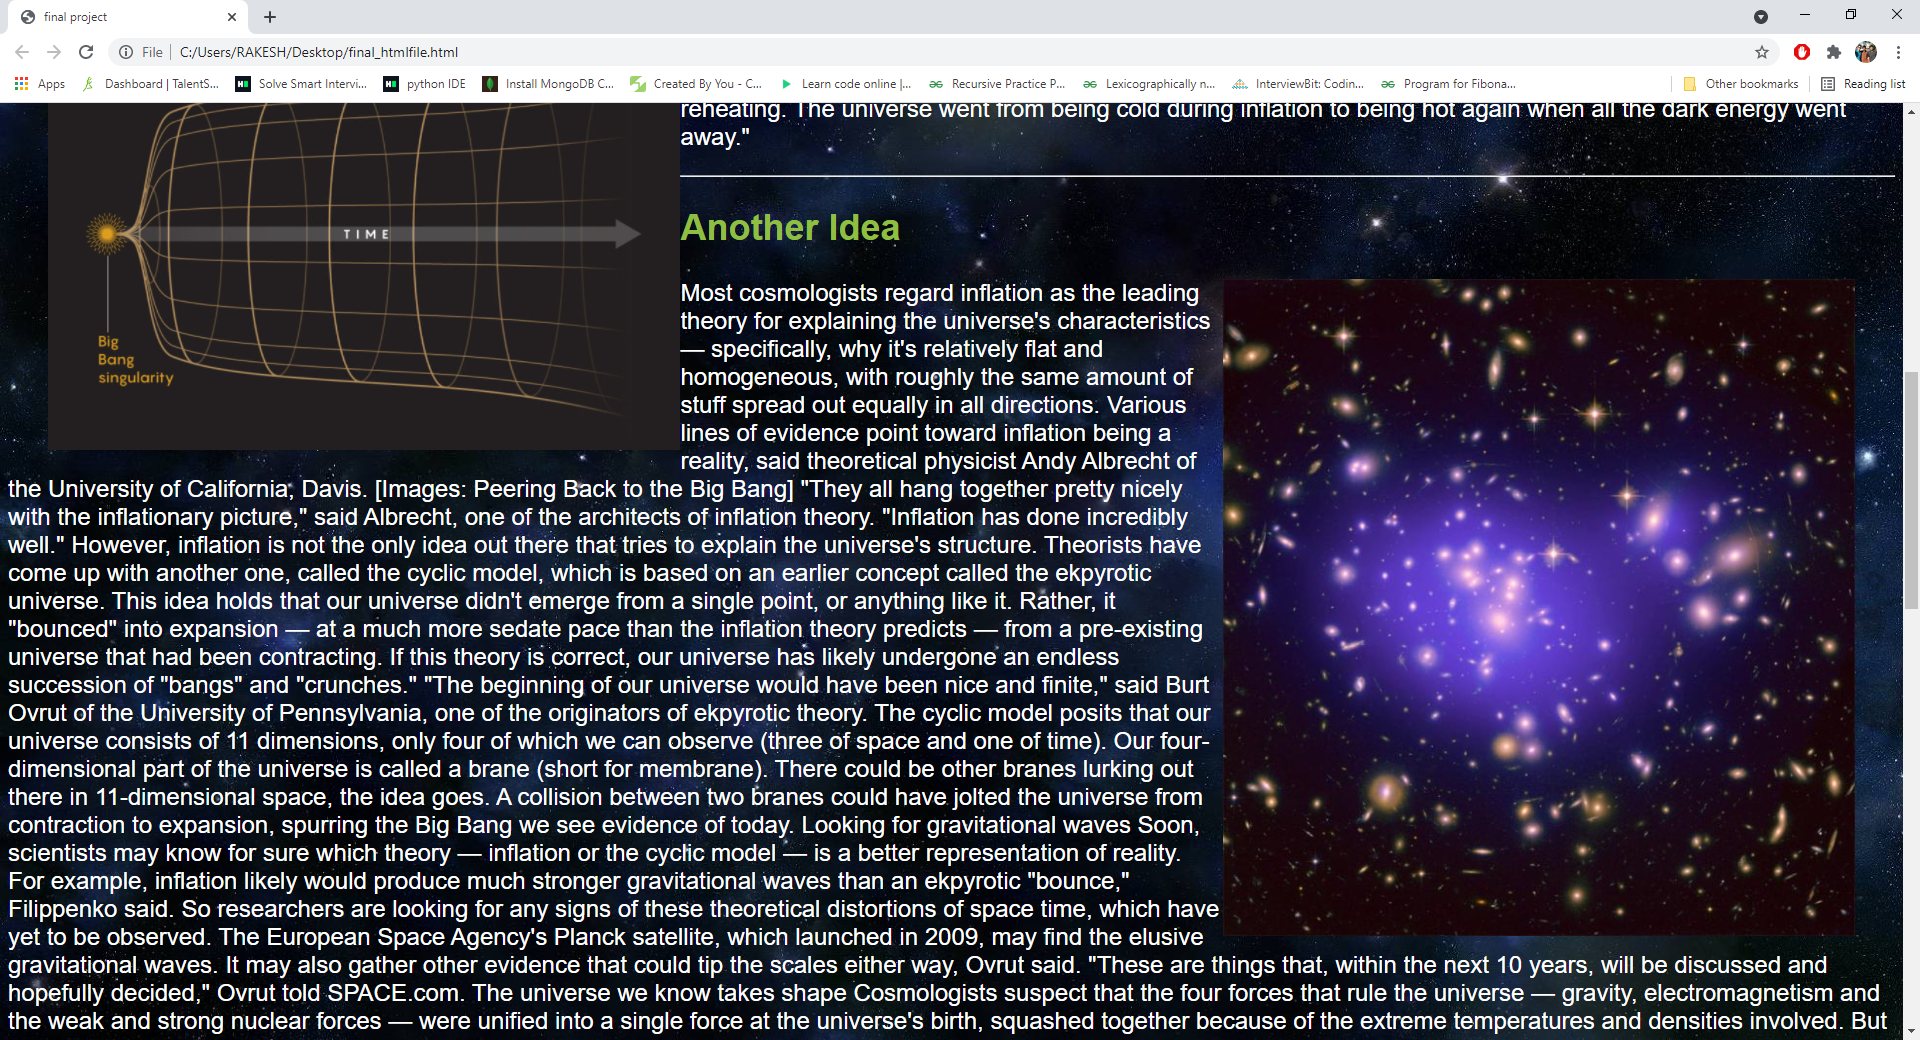 final project
File
C:/Users/RAKESH/Desktop/final_htmlfile.html
Apps
Dashboard | TalentS...
Solve Smart Intervi...
python IDE
Install MongoDB C...
Created By You - C...
Learn code online |...
Recursive Practice P...
Lexicographically n...
InterviewBit: Codin...
Program for Fibona...
Other bookmarks
Reading list
TIME
Big
Bang
singularity
reheating. The universe went from being cold during inflation to being hot again when all the dark energy went
away."
Another Idea
Most cosmologists regard inflation as the leading
theory for explaining the universe's characteristics
— specifically, why it's relatively flat and
homogeneous, with roughly the same amount of
stuff spread out equally in all directions. Various
lines of evidence point toward inflation being a
reality, said theoretical physicist Andy Albrecht of
the University of California, Davis. [Images: Peering Back to the Big Bang] "They all hang together pretty nicely
with the inflationary picture," said Albrecht, one of the architects of inflation theory. "Inflation has done incredibly
well." However, inflation is not the only idea out there that tries to explain the universe's structure. Theorists have
come up with another one, called the cyclic model, which is based on an earlier concept called the ekpyrotic
universe. This idea holds that our universe didn't emerge from a single point, or anything like it. Rather, it
"bounced" into expansion — at a much more sedate pace than the inflation theory predicts — from a pre-existing
universe that had been contracting. If this theory is correct, our universe has likely undergone an endless
succession of "bangs" and "crunches." "The beginning of our universe would have been nice and finite," said Burt
Ovrut of the University of Pennsylvania, one of the originators of ekpyrotic theory. The cyclic model posits that our
universe consists of 11 dimensions, only four of which we can observe (three of space and one of time). Our four-
dimensional part of the universe is called a brane (short for membrane). There could be other branes lurking out
there in 11-dimensional space, the idea goes. A collision between two branes could have jolted the universe from
contraction to expansion, spurring the Big Bang we see evidence of today. Looking for gravitational waves Soon,
scientists may know for sure which theory — inflation or the cyclic model — is a better representation of reality.
For example, inflation likely would produce much stronger gravitational waves than an ekpyrotic "bounce,"
Filippenko said. So researchers are looking for any signs of these theoretical distortions of space time, which have
yet to be observed. The European Space Agency's Planck satellite, which launched in 2009, may find the elusive
gravitational waves. It may also gather other evidence that could tip the scales either way, Ovrut said. "These are things that, within the next 10 years, will be discussed and
hopefully decided," Ovrut told SPACE.com. The universe we know takes shape Cosmologists suspect that the four forces that rule the universe — gravity, electromagnetism and
the weak and strong nuclear forces — were unified into a single force at the universe's birth, squashed together because of the extreme temperatures and densities involved. But